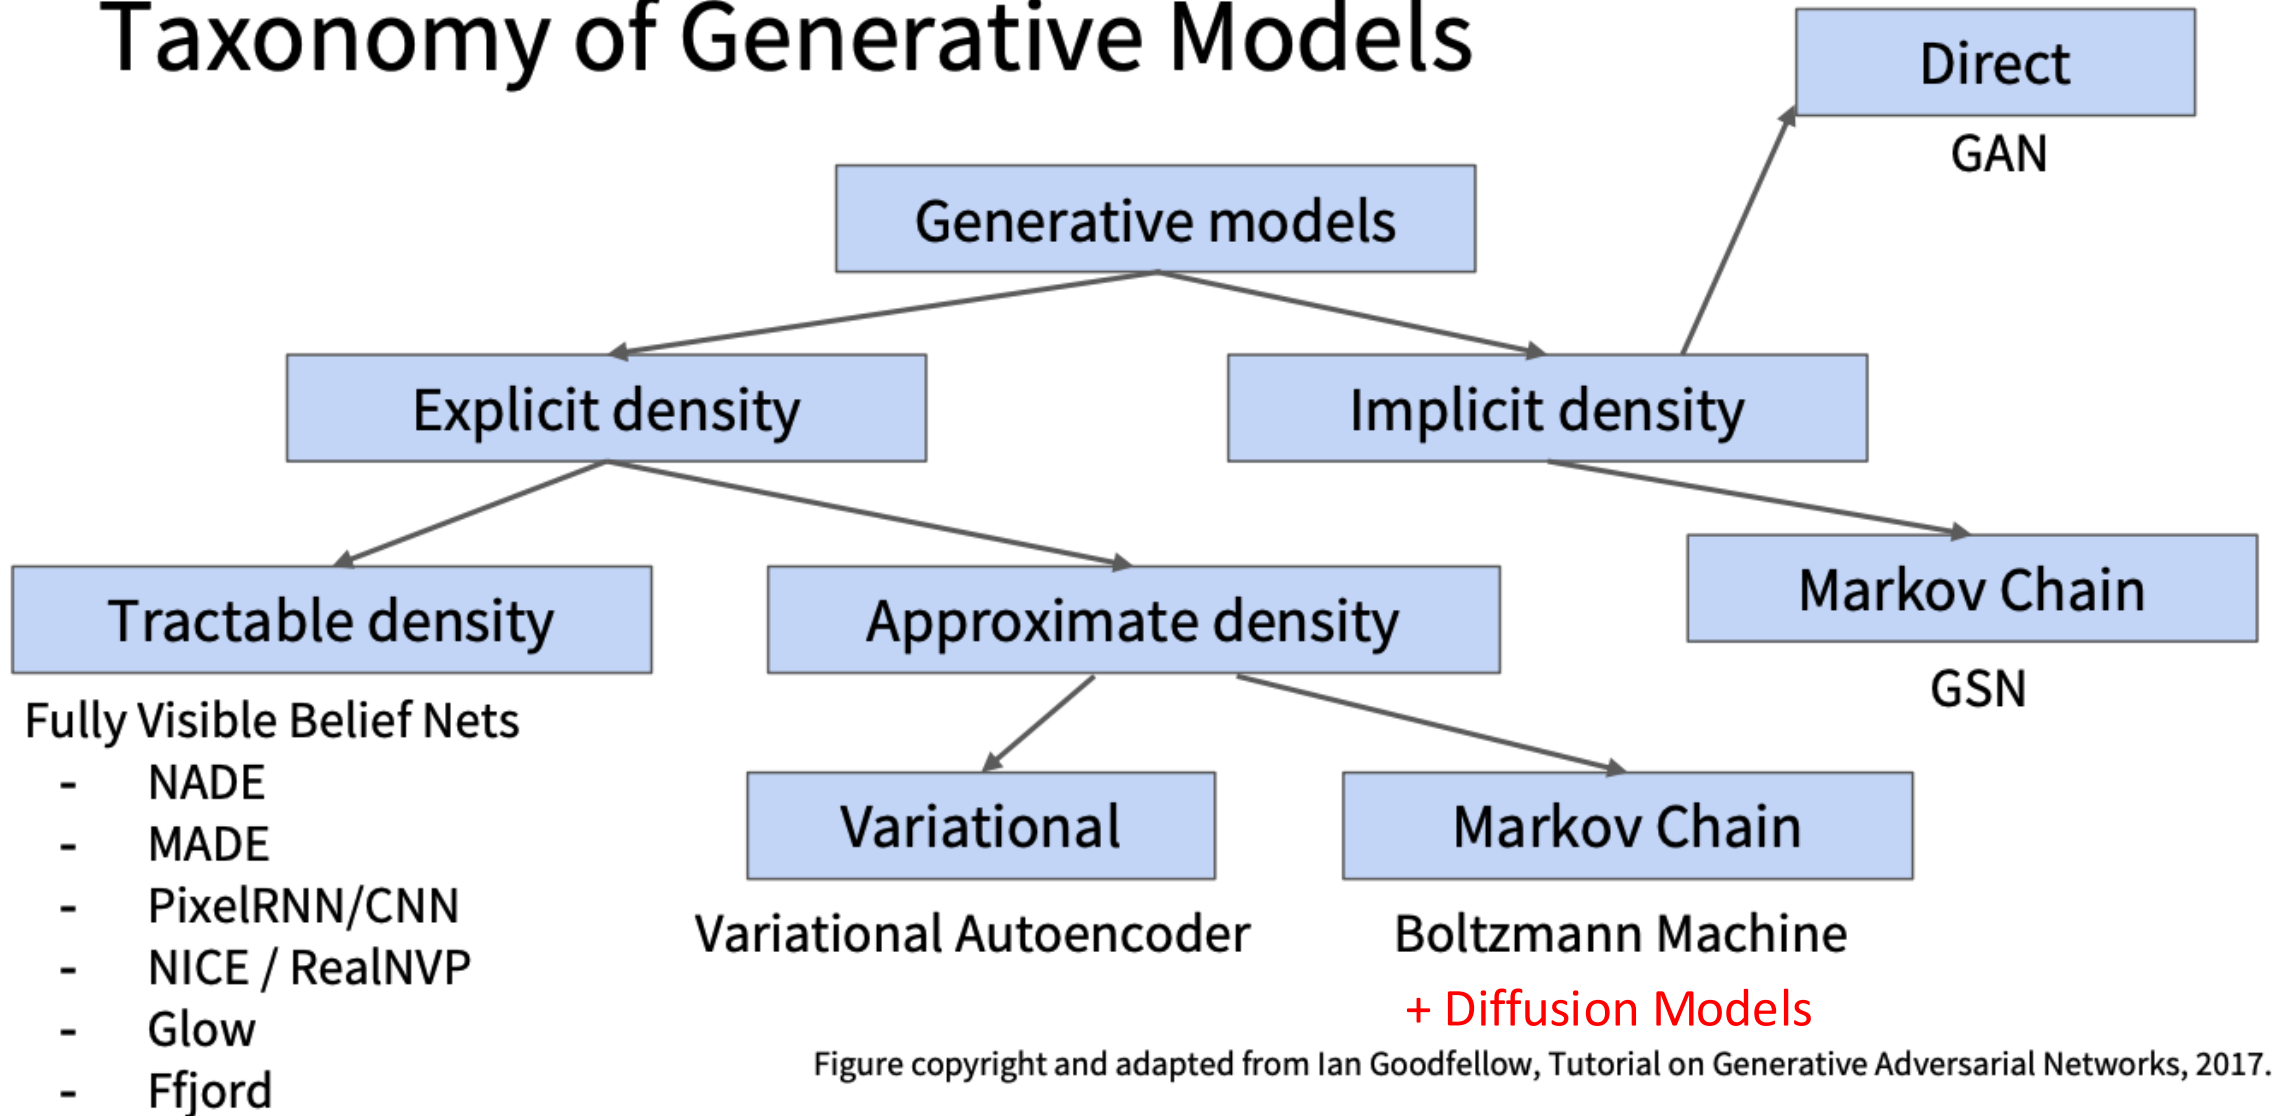 Taxonomy of Generative Models
Direct
GAN
Generative models
Explicit density
Implicit density
Tractable density
Approximate density
Markov Chain
GSN
Fully Visible Belief Nets
- NADE
- MADE
- PixelRNN/CNN
- NICE / RealNVP
- Glow
- Ffjord
Variational
Markov Chain
Variational Autoencoder
Boltzmann Machine
+ Diffusion Models
Figure copyright and adapted from Ian Goodfellow, Tutorial on Generative Adversarial Networks, 2017.